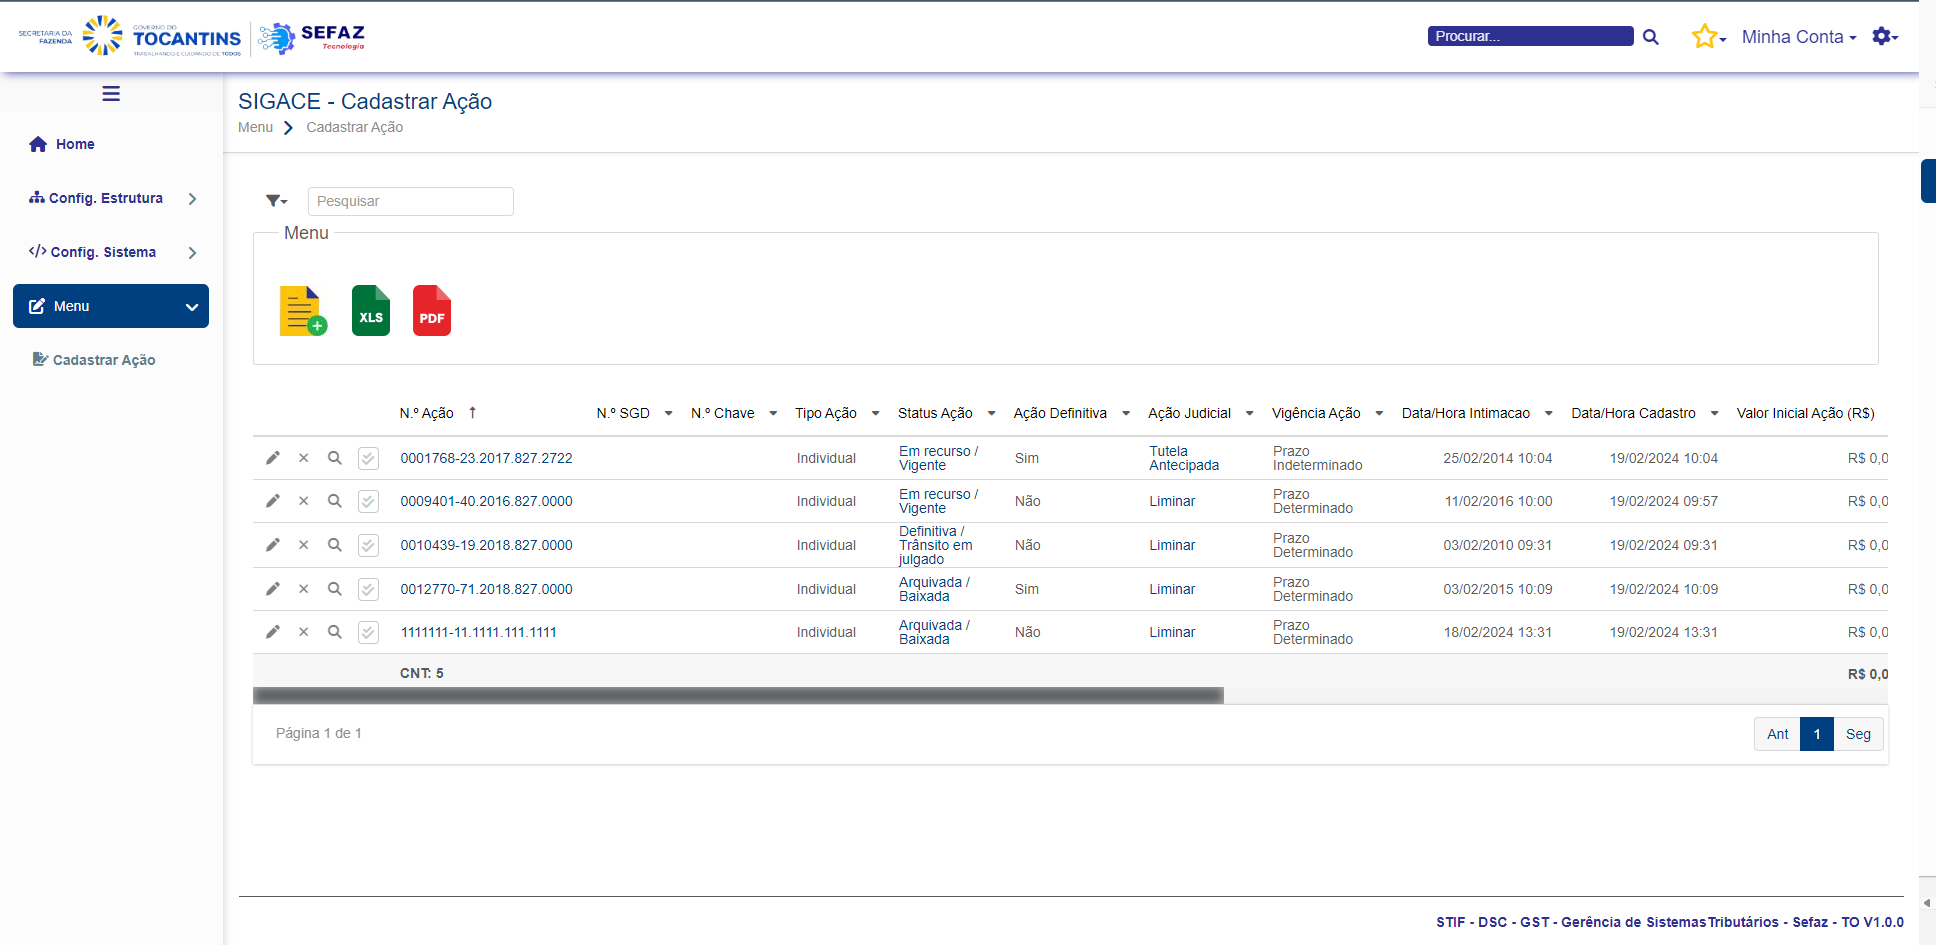 SECRETARIA DA
FAZENDA
GOVERNO DO
TOCANTINS
TRABALHANDO E CUIDANDO DE TODOS
SEFAZ
Tecnologia
Procurar...
Minha Conta
SIGACE - Cadastrar Ação
Menu
Cadastrar Ação
Home
Config. Estrutura
Config. Sistema
Menu
Cadastrar Ação
Pesquisar
Menu
XLS
PDF
N.º Ação ↑ N.º SGD N.º Chave Tipo Ação Status Ação Ação Definitiva Ação Judicial Vigência Ação Data/Hora Intimacao Data/Hora Cadastro Valor Inicial Ação (R$)
0001768-23.2017.827.2722 Individual Em recurso / Vigente Sim Tutela Antecipada Prazo Indeterminado 25/02/2014 10:04 19/02/2024 10:04 R$ 0,0
0009401-40.2016.827.0000 Individual Em recurso / Vigente Não Liminar Prazo Determinado 11/02/2016 10:00 19/02/2024 09:57 R$ 0,0
0010439-19.2018.827.0000 Individual Definitiva / Trânsito em julgado Não Liminar Prazo Determinado 03/02/2010 09:31 19/02/2024 09:31 R$ 0,0
0012770-71.2018.827.0000 Individual Arquivada / Baixada Sim Liminar Prazo Determinado 03/02/2015 10:09 19/02/2024 10:09 R$ 0,0
1111111-11.1111.111.1111 Individual Arquivada / Baixada Não Liminar Prazo Determinado 18/02/2024 13:31 19/02/2024 13:31 R$ 0,0
CNT: 5 R$ 0,0
Página 1 de 1
Ant 1 Seg
STIF - DSC - GST - Gerência de SistemasTributários - Sefaz - TO V1.0.0